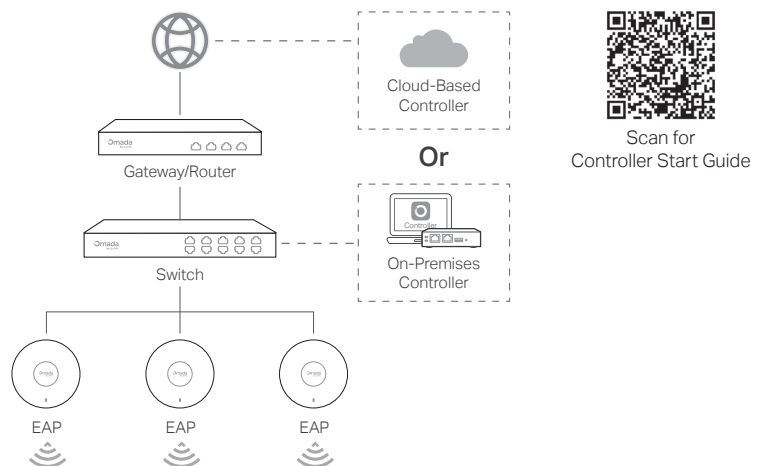 Cloud-Based
Controller
Scan for
Controller Start Guide
Omada
Gateway/Router
Or
Omada
Controller
Switch
On-Premises
Controller
Omada
Omada
Omada
EAP
EAP
EAP